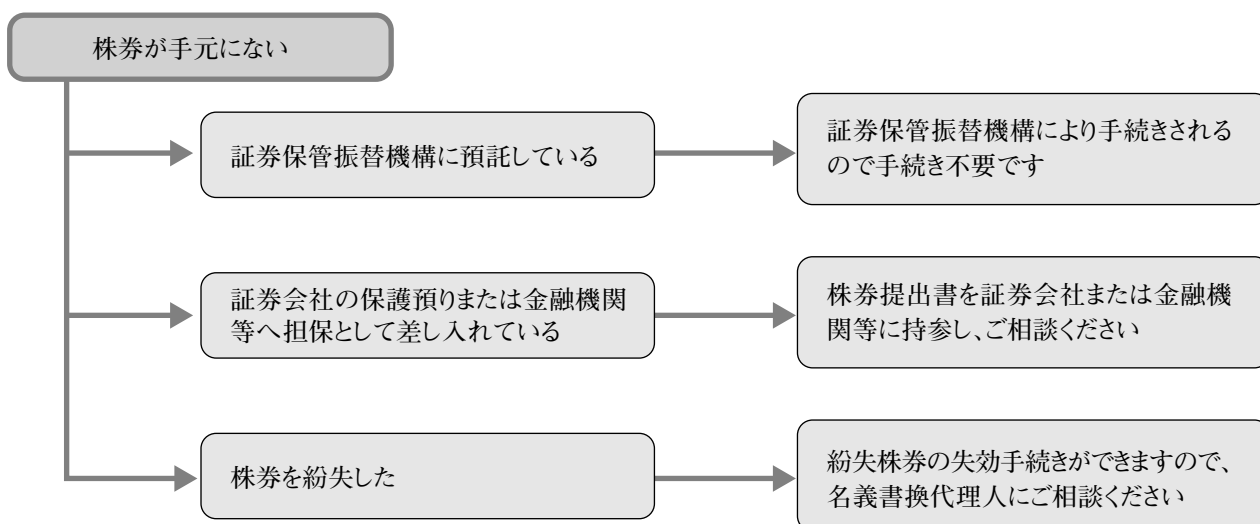 株券が手元にない
証券保管振替機構に預託している
証券保管振替機構により手続きされる
ので手続き不要です
証券会社の保護預りまたは金融機関
等へ担保として差し入れている
株券提出書を証券会社または金融機
関等に持参し、ご相談ください
株券を紛失した
紛失株券の失効手続きができますので、
名義書換代理人にご相談ください